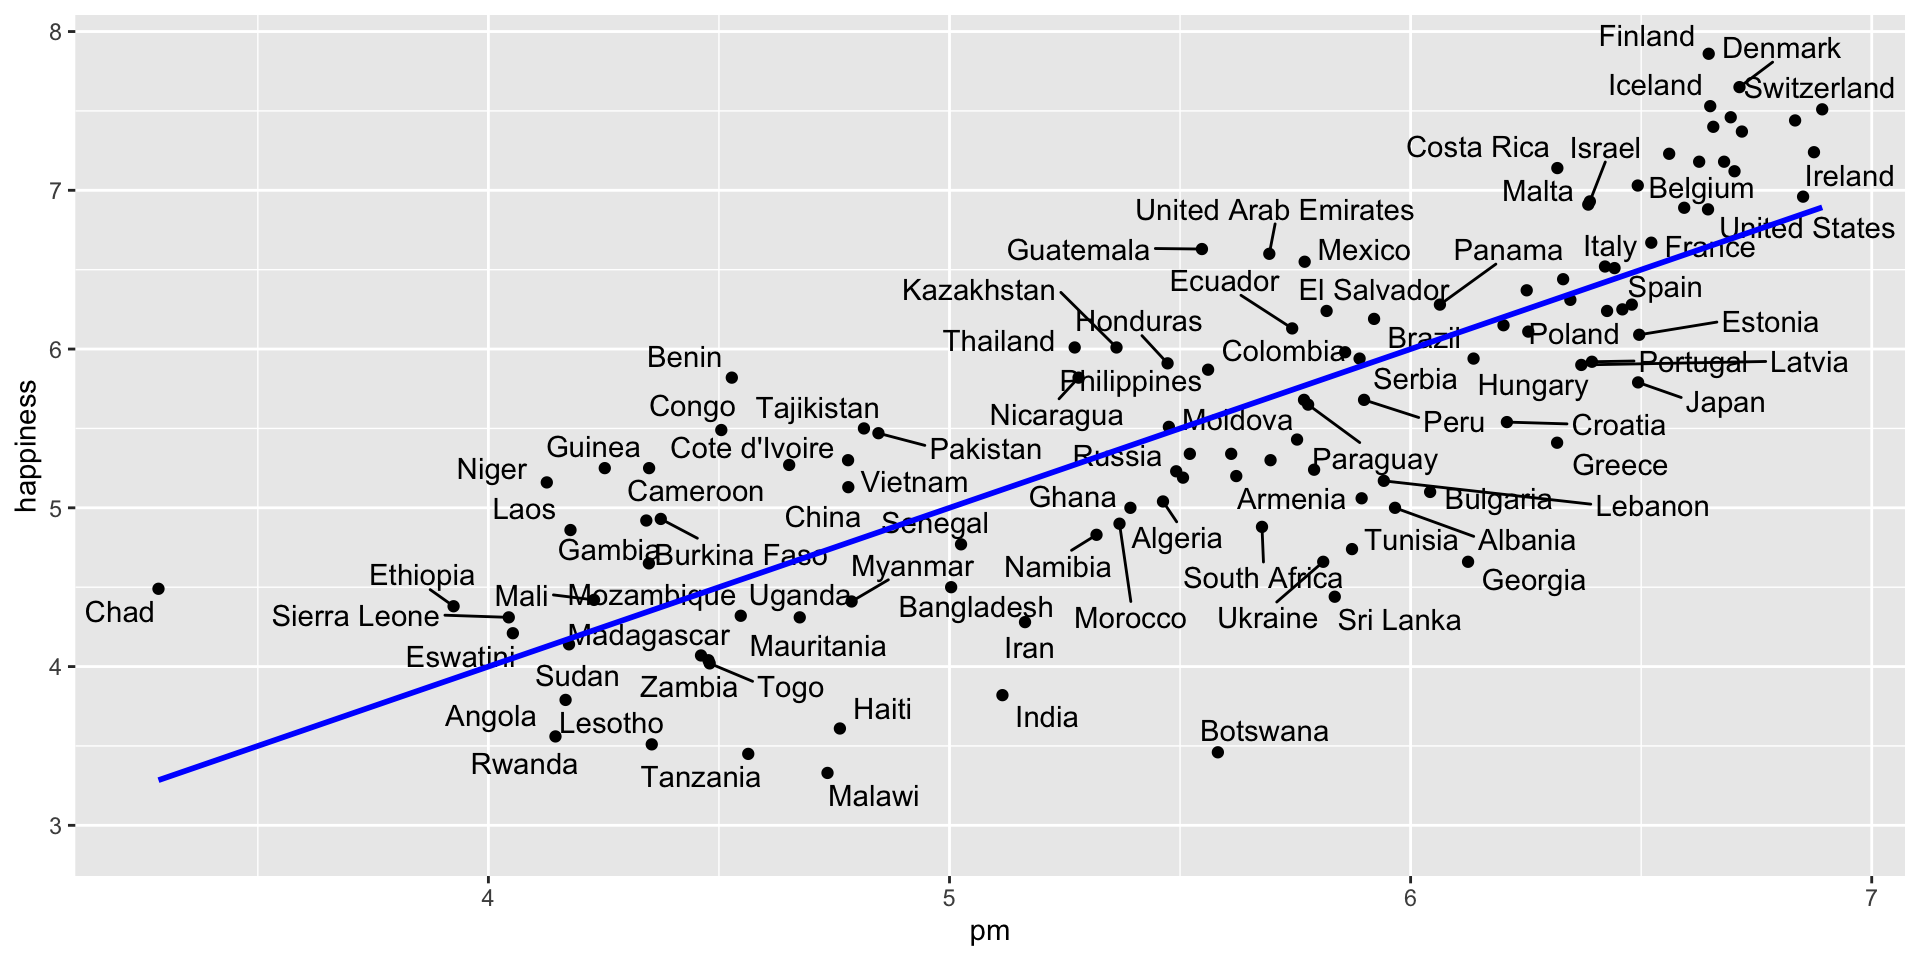 8
Finland
Denmark
Iceland
Switzerland
Costa Rica
Israel
7
Malta
Belgium
Ireland
United Arab Emirates
United States
Guatemala
Mexico
Panama
Italy
France
Ecuador
Kazakhstan
El Salvador
Spain
Honduras
Estonia
Thailand
Colombia
Brazil
Poland
6
Benin
Portugal
Latvia
Philippines
Serbia
Hungary
Japan
Congo
Tajikistan
Nicaragua
Moldova
Peru
Croatia
Guinea
Cote d'Ivoire
Pakistan
Russia
Paraguay
Greece
Niger
Vietnam
happiness
Cameroon
Ghana
Armenia
Bulgaria
Lebanon
5
Laos
China
Senegal
Algeria
Tunisia
Albania
Gambia
Burkina Faso
Myanmar
Namibia
South Africa
Georgia
Ethiopia
Mali
Mozambique
Uganda
Bangladesh
Chad
Sierra Leone
Morocco
Ukraine
Sri Lanka
Madagascar
Mauritania
Iran
4
Eswatini
Sudan
Zambia
Togo
Angola
Lesotho
Haiti
India
Botswana
Rwanda
Tanzania
Malawi
3
4
5
6
7
pm